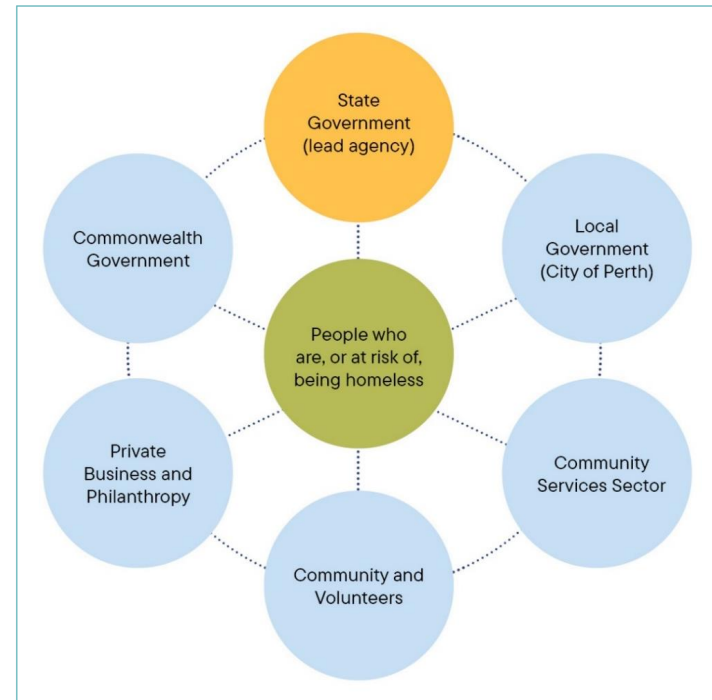 State
Government
(lead agency)
Commonwealth
Government
Local
Government
(City of Perth)
People who
are, or at risk of,
being homeless
Private
Business and
Philanthropy
Community
Services Sector
Community and
Volunteers